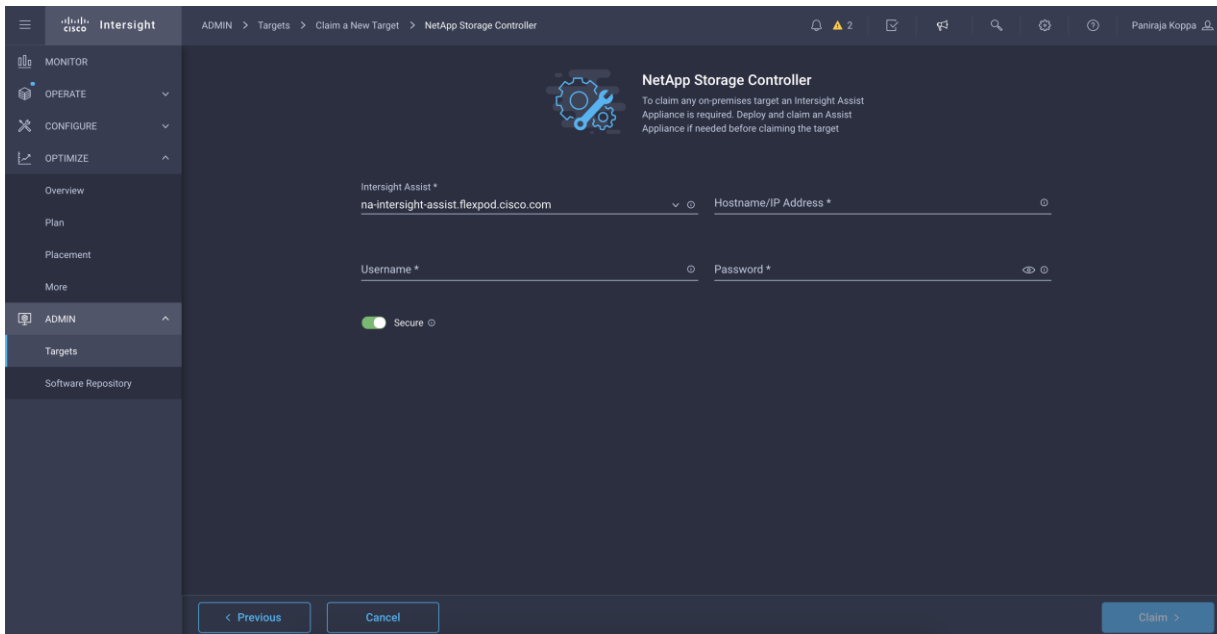 cisco Intersight
ADMIN > Targets > Claim a New Target > NetApp Storage Controller
2
Paniraja Koppa
MONITOR
OPERATE
CONFIGURE
OPTIMIZE
Overview
Plan
Placement
More
ADMIN
Targets
Software Repository
NetApp Storage Controller
To claim any on-premises target an Intersight Assist
Appliance is required. Deploy and claim an Assist
Appliance if needed before claiming the target
Intersight Assist *
na-intersight-assist.flexpod.cisco.com
Hostname/IP Address *
Username *
Password *
Secure
< Previous
Cancel
Claim >